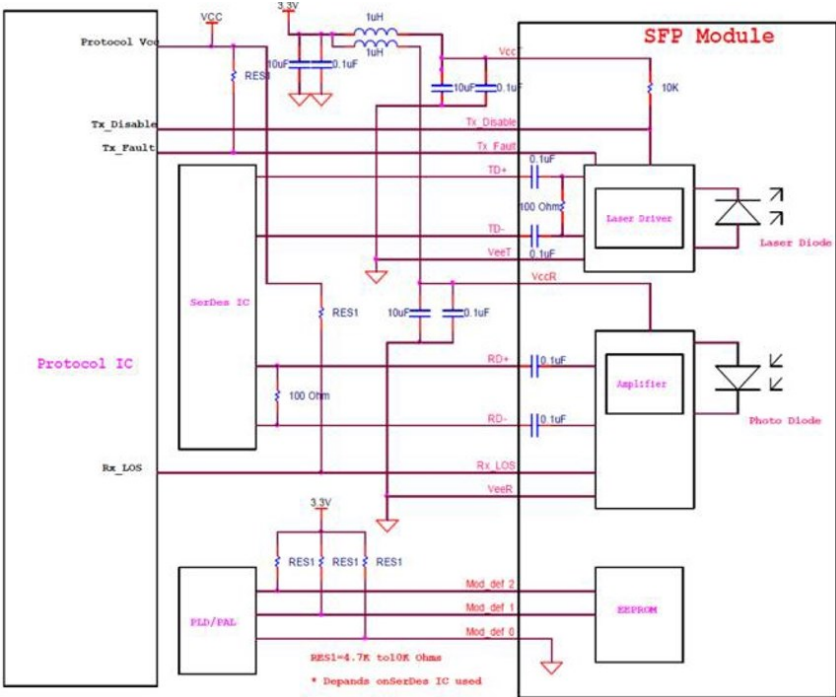 3.3V
VCC
1uH
SFP Module
Protocol Vcc
1uH
Vcc
10uF
0.1uF
RES1
10uF
0.1uF
10K
Tx_Disable
Tx_Disable
Tx_Fault
Tx_Fault
0.1uF
TD+
100 Ohm
Laser Driver
TD-
Laser Diode
VeeT
0.1uF
VccR
SerDes IC
RES1
10uF
0.1uF
Protocol IC
RD+
0.1uF
Amplifier
100 Ohm
RD-
0.1uF
Photo Diode
Rx_LOS
Rx_LOS
VeeR
3.3V
RES1
RES1
RES1
Mod_def 2
Mod_def 1
EEPROM
PLD/PAL
Mod_def 0
RES1=4.7K to10K Ohms
* Depands onSerDes IC used